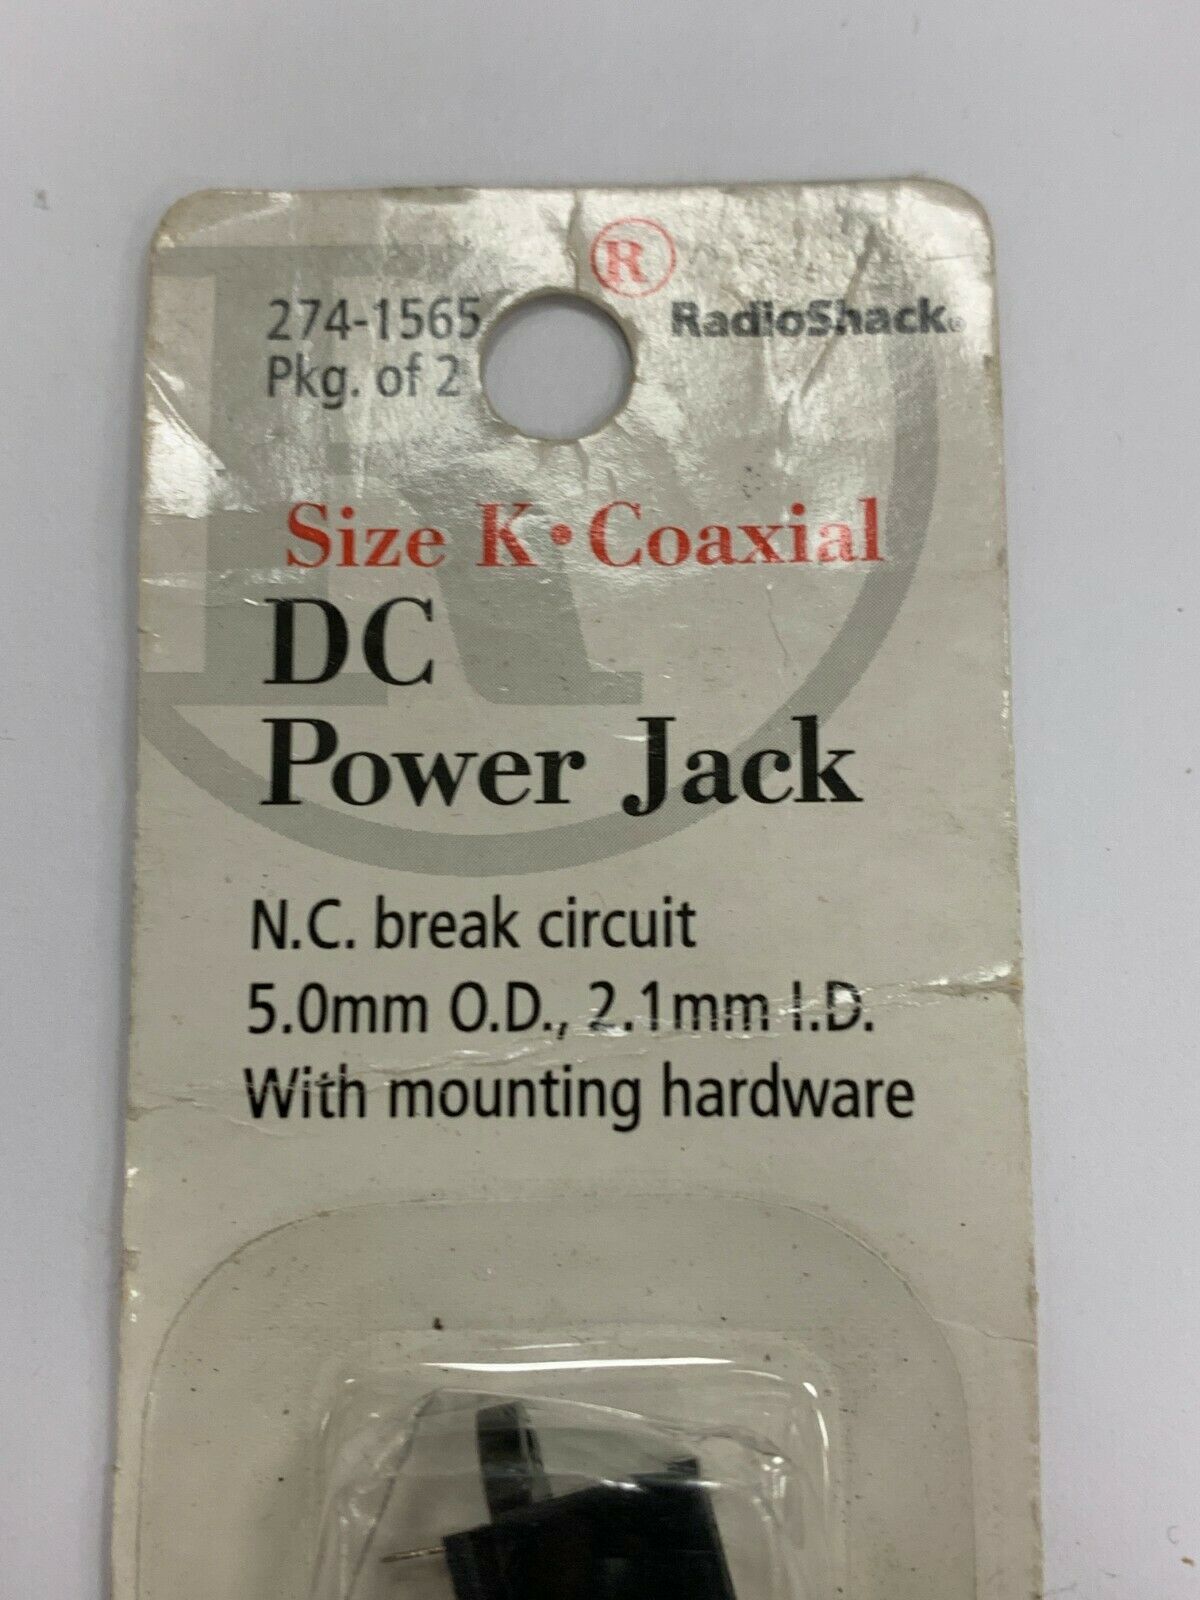 274-1565
Pkg. of 2
R
RadioShack®
Size K•Coaxial
DC
Power Jack
N.C. break circuit
5.0mm O.D., 2.1mm I.D.
With mounting hardware